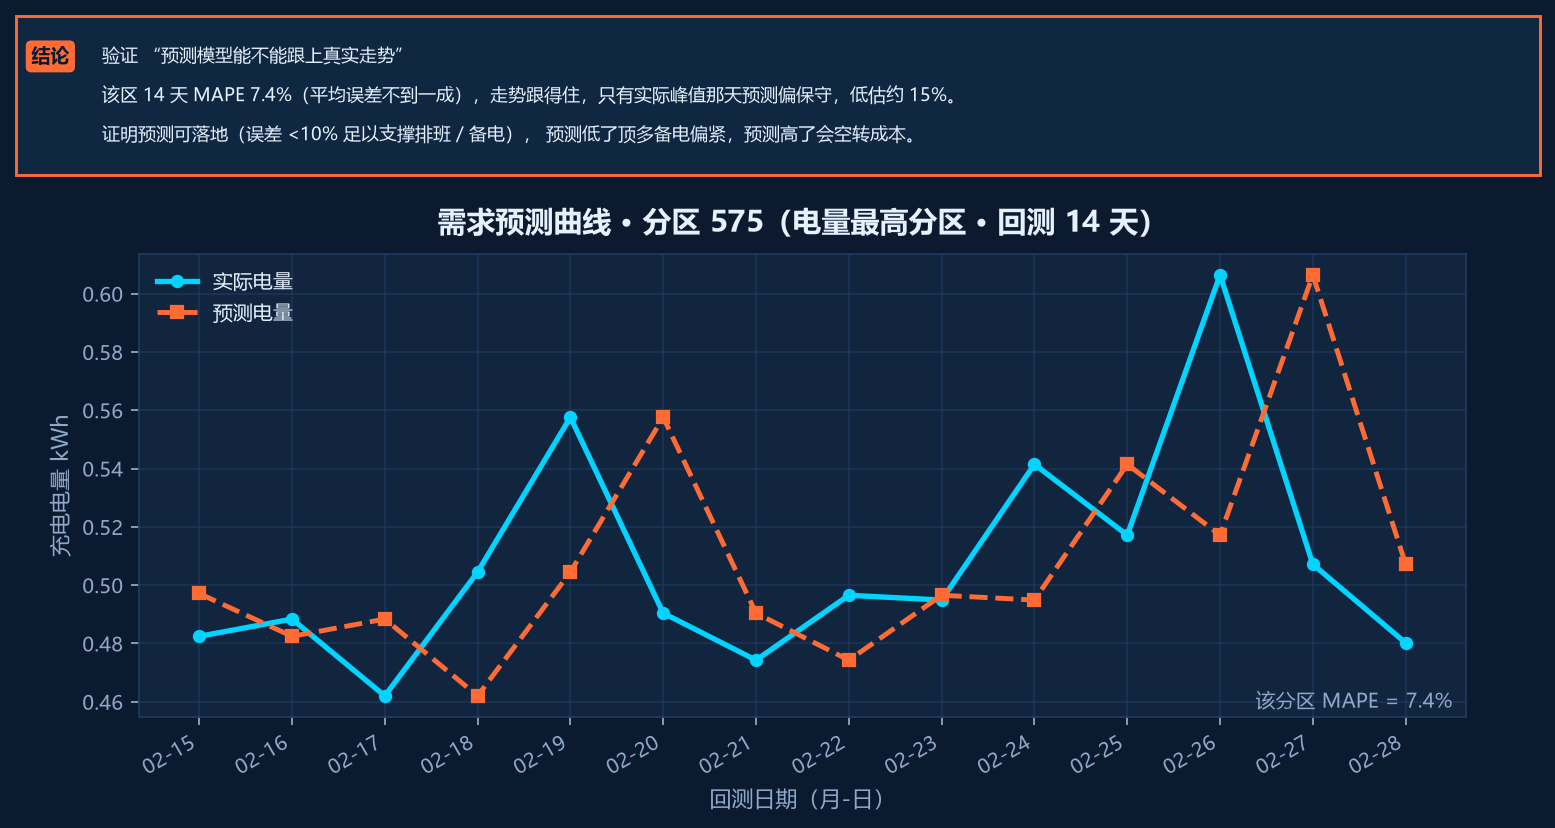 结论
验证 “预测模型能不能跟上真实走势”
该区 14 天 MAPE 7.4%（平均误差不到一成），走势跟得住，只有实际峰值那天预测偏保守，低估约 15%。
证明预测可落地（误差 <10% 足以支撑排班 / 备电）， 预测低了顶多备电偏紧，预测高了会空转成本。
需求预测曲线 • 分区 575（电量最高分区 • 回测 14 天）
实际电量
预测电量
充电电量 kWh
0.60
0.58
0.56
0.54
0.52
0.50
0.48
0.46
该分区 MAPE = 7.4%
02-15
02-16
02-17
02-18
02-19
02-20
02-21
02-22
02-23
02-24
02-25
02-26
02-27
02-28
回测日期（月-日）